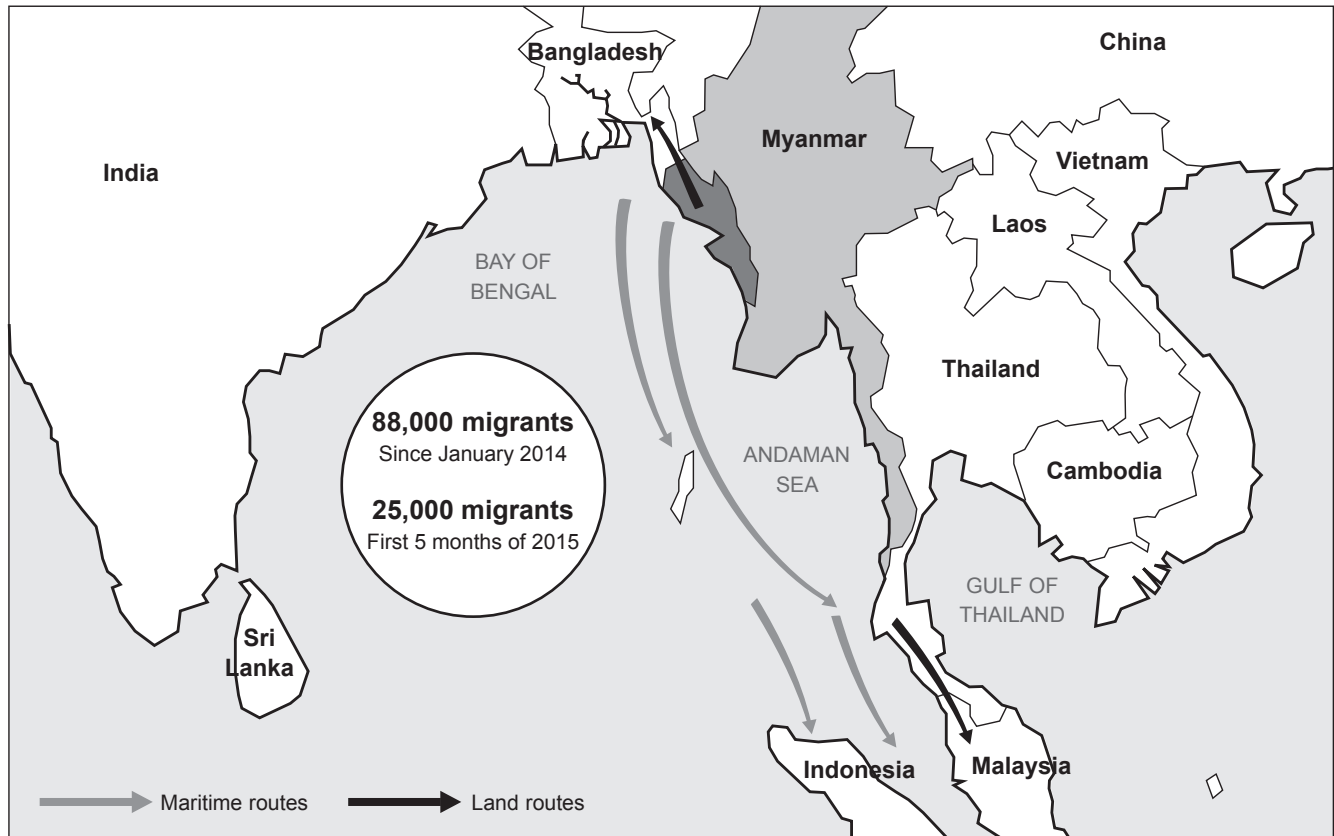 China
Bangladesh
Myanmar
Vietnam
India
Laos
BAY OF
BENGAL
Thailand
88,000 migrants
Since January 2014
25,000 migrants
First 5 months of 2015
ANDAMAN
SEA
Cambodia
GULF OF
THAILAND
Sri
Lanka
Indonesia
Malaysia
Maritime routes
Land routes